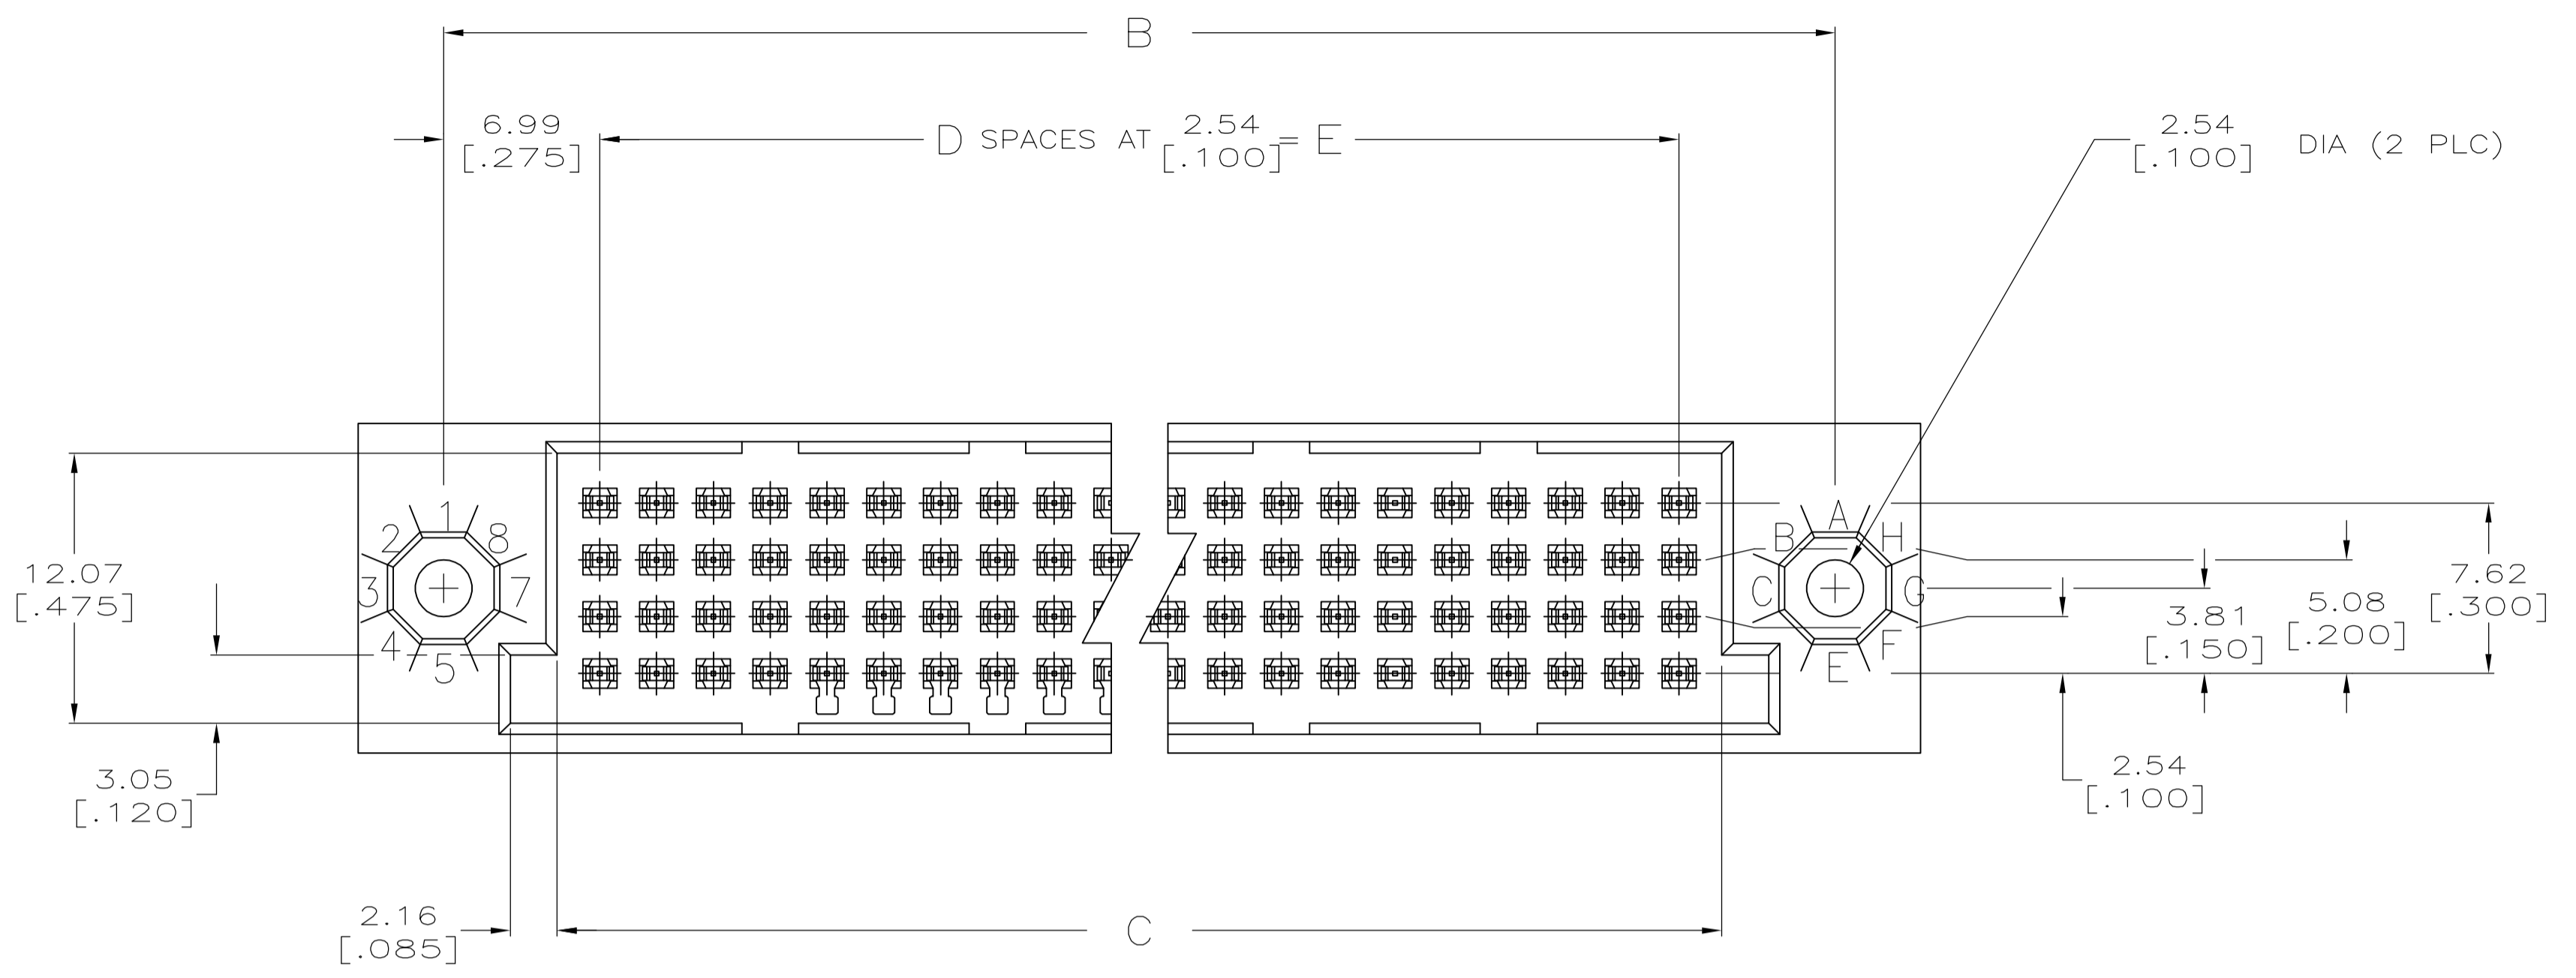 B
6.99
[.275]
D SPACES AT 2.54 = E
[.100]
2.54
[.100] DIA (2 PLC)
1
2
8
3
7
4
5
A
B
H
C
G
F
E
12.07
[.475]
3.05
[.120]
2.16
[.085]
C
7.62
[.300]
5.08
[.200]
3.81
[.150]
2.54
[.100]